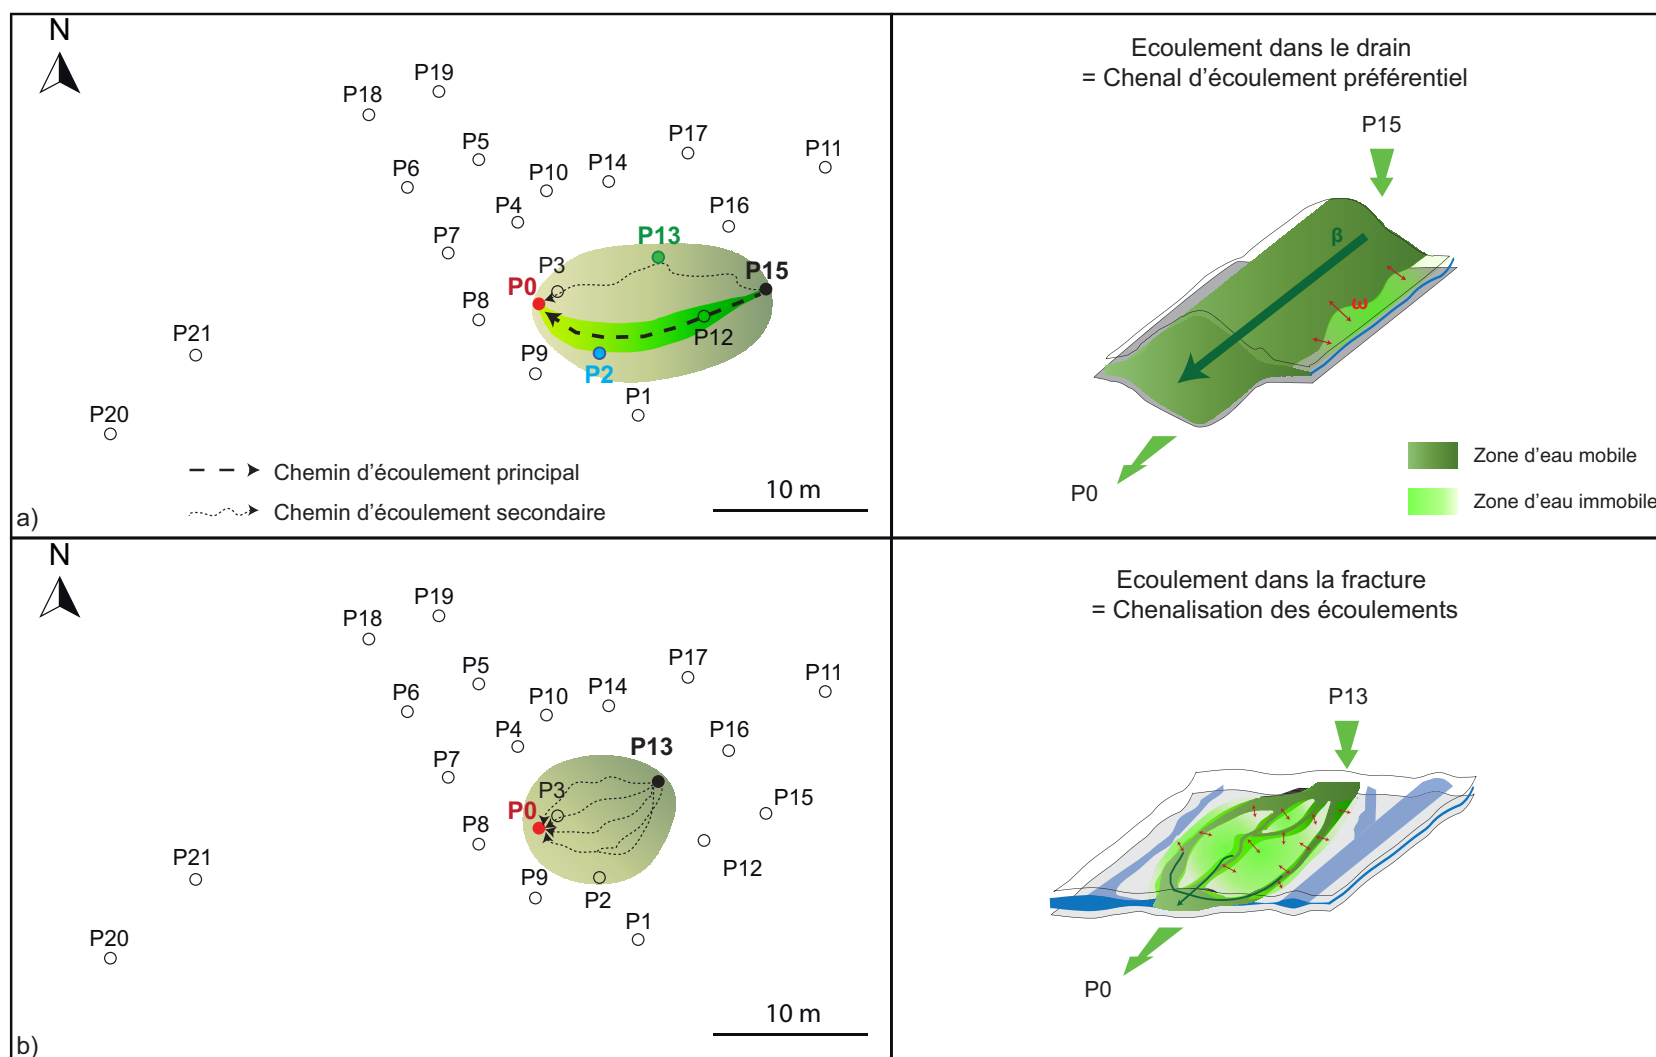 N
P19
P18
P17
P5
P11
P14
P6
P10
P4
P16
P13
P7
P3
P15
P0
P8
P12
P21
P9
P2
P1
P20
Chemin d'écoulement principal
Chemin d'écoulement secondaire
10 m
a)
Ecoulement dans le drain
= Chenal d'écoulement préférentiel
P15
β
ω
Zone d'eau mobile
P0
Zone d'eau immobile
N
P19
P18
P17
P5
P11
P6
P10
P14
P4
P16
P13
P7
P3
P15
P0
P8
P12
P21
P9
P2
P1
P20
10 m
b)
Ecoulement dans la fracture
= Chenalisation des écoulements
P13
P0